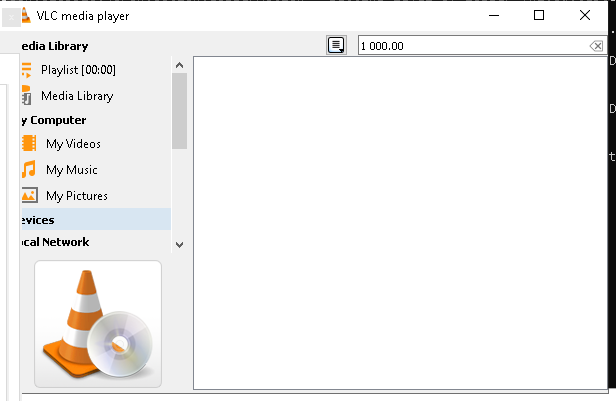 VLC media player
edia Library
1 000.00
Playlist [00:00]
Media Library
y Computer
My Videos
My Music
My Pictures
evices
ocal Network
D
D
t